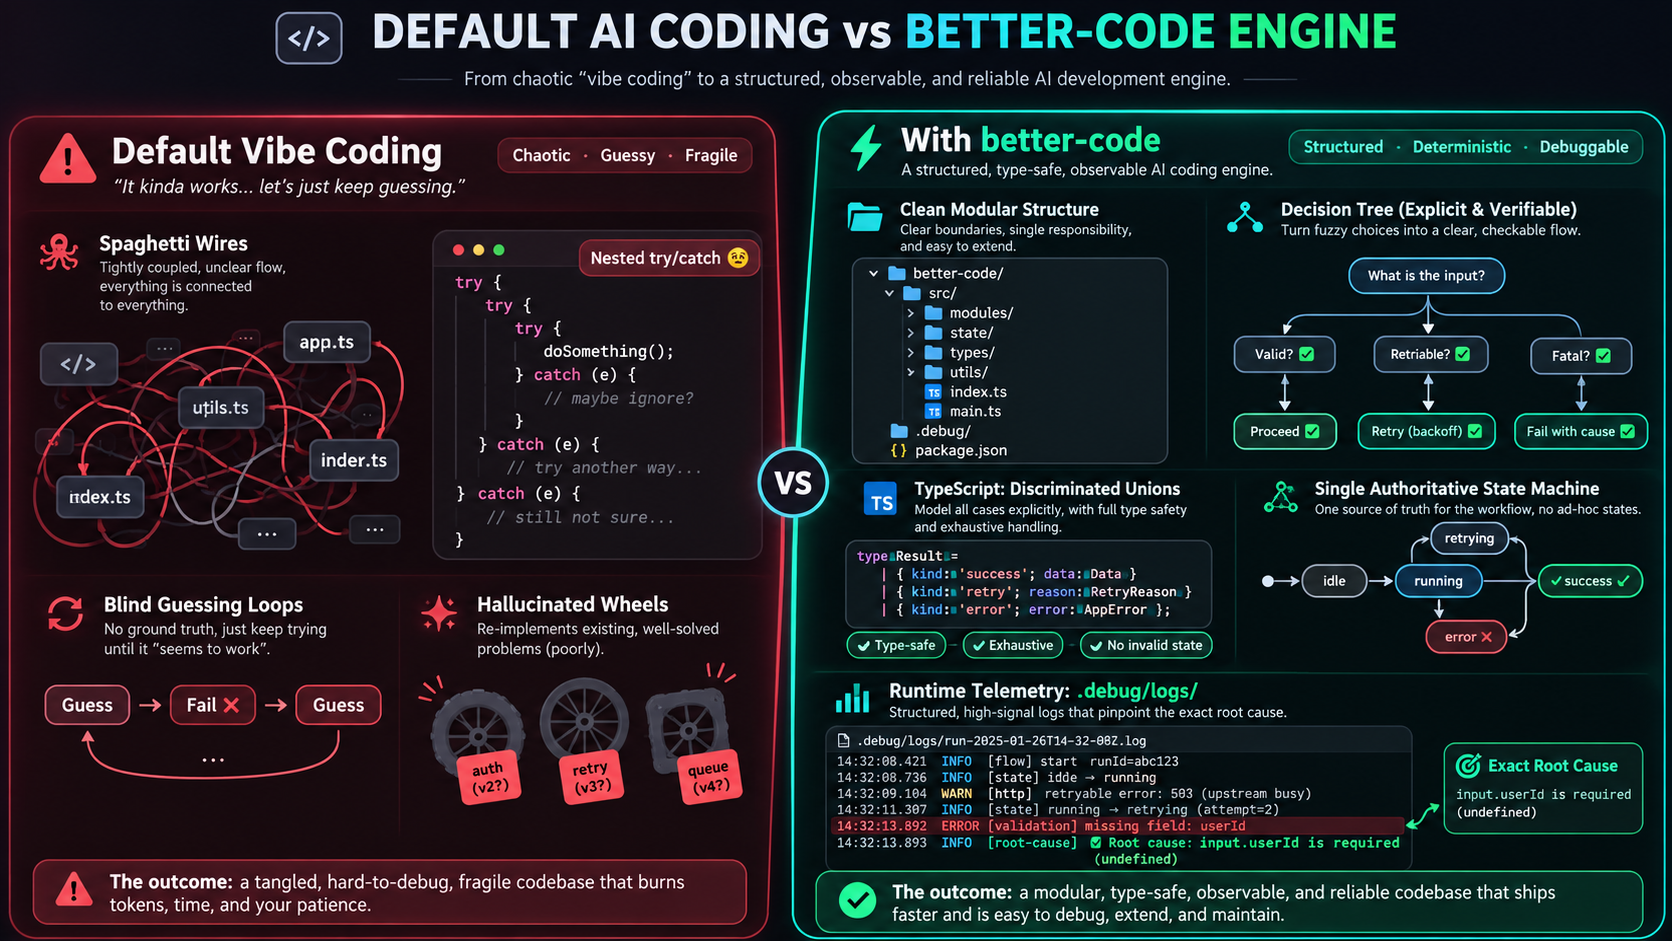 </>
DEFAULT AI CODING vs BETTER-CODE ENGINE
From chaotic “vibe coding” to a structured, observable, and reliable AI development engine.
Default Vibe Coding
“It kinda works... let’s just keep guessing.”
Chaotic · Guessy · Fragile
Spaghetti Wires
Tightly coupled, unclear flow,
everything is connected
to everything.
</>
...
app.ts
utils.ts
inder.ts
ndex.ts
...
...
Nested try/catch
try {
try {
try {
doSomething();
} catch (e) {
// maybe ignore?
}
} catch (e) {
// try another way...
} catch (e) {
// still not sure...
}
Blind Guessing Loops
No ground truth, just keep trying
until it “seems to work”.
Guess → Fail ❌ → Guess
...
Hallucinated Wheels
Re-implements existing, well-solved
problems (poorly).
auth
(v2?)
retry
(v3?)
queue
(v4?)
The outcome: a tangled, hard-to-debug, fragile codebase that burns
tokens, time, and your patience.
VS
With better-code
A structured, type-safe, observable AI coding engine.
Structured · Deterministic · Debuggable
Clean Modular Structure
Clear boundaries, single responsibility,
and easy to extend.
better-code/
src/
modules/
state/
types/
utils/
TS index.ts
TS main.ts
.debug/
{} package.json
Decision Tree (Explicit & Verifiable)
Turn fuzzy choices into a clear, checkable flow.
What is the input?
Valid? ✅
Retriable? ✅
Fatal? ✅
Proceed ✅
Retry (backoff) ✅
Fail with cause ✅
TS
TypeScript: Discriminated Unions
Model all cases explicitly, with full type safety
and exhaustive handling.
type Result =
| { kind: 'success'; data: Data }
| { kind: 'retry'; reason: RetryReason }
| { kind: 'error'; error: AppError };
✓ Type-safe
✓ Exhaustive
✓ No invalid state
Single Authoritative State Machine
One source of truth for the workflow, no ad-hoc states.
retrying
idle
running
✓ success ✓
error ❌
Runtime Telemetry: .debug/logs/
Structured, high-signal logs that pinpoint the exact root cause.
.debug/logs/run-2025-01-26T14-32-08Z.log
14:32:08.421 INFO [flow] start runId=abc123
14:32:08.736 INFO [state] idde → running
14:32:09.104 WARN [http] retryable error: 503 (upstream busy)
14:32:11.307 INFO [state] running → retrying (attempt=2)
14:32:13.892 ERROR [validation] missing field: userId
14:32:13.893 INFO [root-cause] ✅ Root cause: input.userId is required
(undefined)
Exact Root Cause
input.userId is required
(undefined)
The outcome: a modular, type-safe, observable, and reliable codebase that ships
faster and is easy to debug, extend, and maintain.